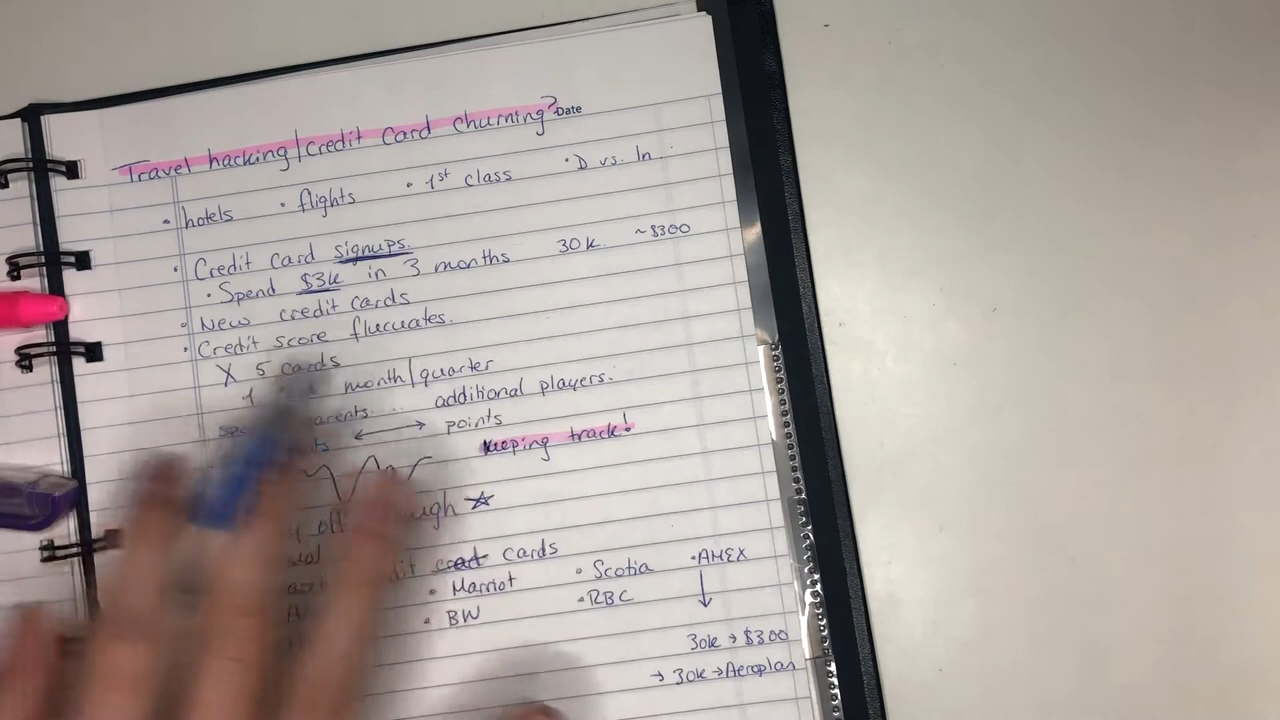 Travel hacking/credit card churning? Date
• hotels • flights • 1st class • D vs. In
• Credit Card signups.
• Spend $3k in 3 months 30k ~$300
• New credit cards
• Credit score flucuates.
X 5 cards
1 month/quarter
additional players.
←→ points
Keeping track!
cards
• Marriot • Scotia • AMEX
• BW • RBC
30k → $300
→ 30k → Aeroplan